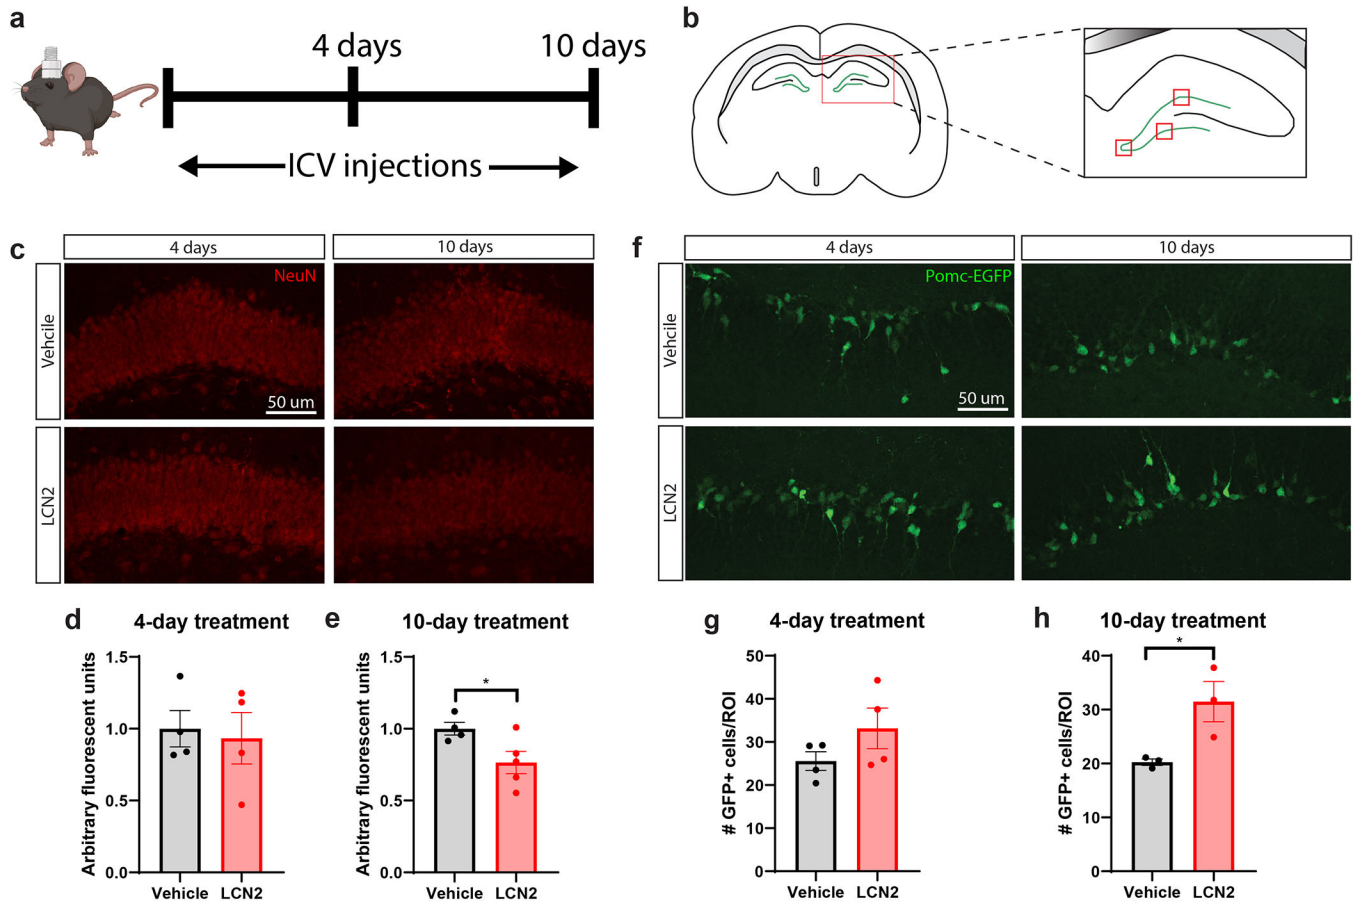 a
4 days
10 days
ICV injections
b
c
4 days
10 days
Vehcile
NeuN
50 um
LCN2
f
4 days
10 days
Vehcile
Pomc-EGFP
50 um
LCN2
d
4-day treatment
Arbitrary fluorescent units
1.5
1.0
0.5
0.0
Vehicle
LCN2
e
10-day treatment
Arbitrary fluorescent units
1.5
1.0
0.5
0.0
*
Vehicle
LCN2
g
4-day treatment
# GFP+ cells/ROI
50
40
30
20
10
0
Vehicle
LCN2
h
10-day treatment
# GFP+ cells/ROI
40
30
20
10
0
*
Vehicle
LCN2